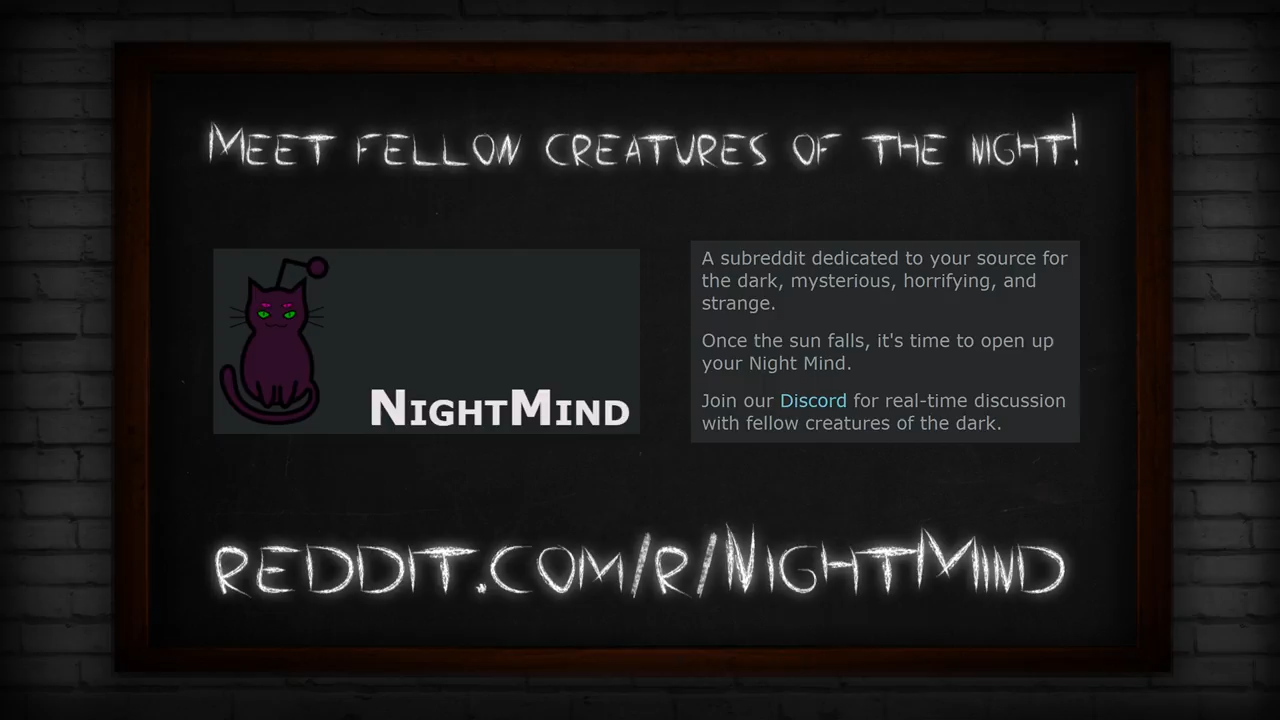 Meet fellow creatures of the night!
NightMind
A subreddit dedicated to your source for
the dark, mysterious, horrifying, and
strange.
Once the sun falls, it's time to open up
your Night Mind.
Join our Discord for real-time discussion
with fellow creatures of the dark.
reddit.com/r/NightMind